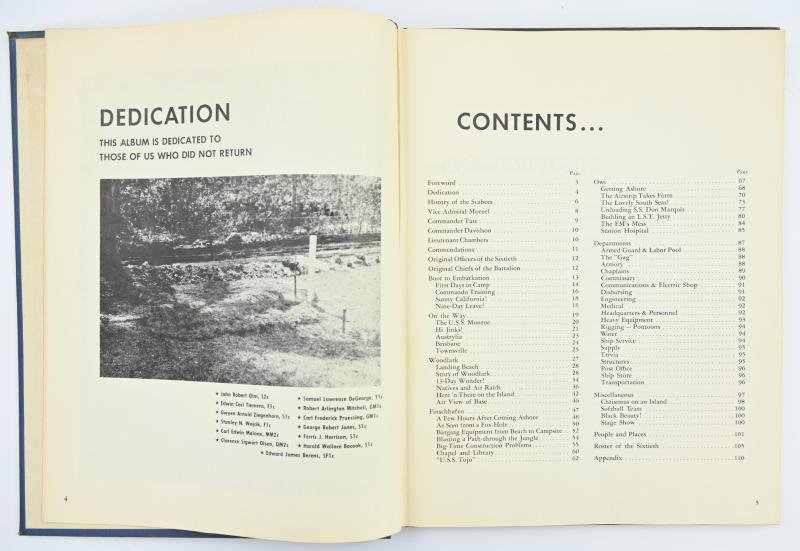 DEDICATION
THIS ALBUM IS DEDICATED TO
THOSE OF US WHO DID NOT RETURN
• John Robert Olm, S2c
• Edwin Carl Tiemens, F1c
• Gwyen Arnold Ziegenhorn, S1c
• Stanley N. Wojcik, F1c
• Carl Edwin Malone, MM2c
• Clarence Sigwart Olsen, QM2c
• Samuel Lawrence DeGeorge, Y1c
• Robert Arlington Mitchell, GM1c
• Carl Frederick Pruessing, GM1c
• George Robert Jones, S1c
• Ferris J. Harrison, S1c
• Harold Wallace Bocook, S1c
• Edward James Berens, SF1c
4
CONTENTS...
Page
Foreword 3
Dedication 4
History of the Seabees 6
Vice Admiral Moreel 8
Commander Tate 9
Commander Davidson 10
Lieutenant Chambers 10
Commendations 11
Original Officers of the Sixtieth 12
Original Chiefs of the Battalion 12
Boot to Embarkation 13
First Days in Camp 14
Commando Training 16
Sunny California! 18
Nine-Day Leave! 18
On the Way 19
The U.S.S. Monroe 20
Hi Jinks! 21
Australia 23
Brisbane 24
Townsville 25
Woodlark 27
Landing Beach 28
Story of Woodlark 28
13-Day Wonder! 34
Natives and Air Raids 36
Here 'n There on the Island 42
Air View of Base 46
Finschhafen 47
A Few Hours After Coming Ashore 48
As Seen from a Fox-Hole 50
Barging Equipment from Beach to Campsite 52
Blasting a Path through the Jungle 54
Big-Time Construction Problems 55
Chapel and Library 60
"U.S.S. Tojo" 62
Page
Owi 67
Getting Ashore 68
The Airstrip Takes Form 70
The Lovely South Seas! 73
Unloading S.S. Don Marquis 77
Building an L.S.T. Jetty 80
The EM's Mess 84
Station Hospital 85
Departments 87
Armed Guard & Labor Pool 88
The "Gag" 88
Armory 88
Chaplains 89
Commissary 90
Communications & Electric Shop 91
Disbursing 91
Engineering 92
Medical 92
Headquarters & Personnel 92
Heavy Equipment 93
Rigging — Pontoons 94
Water 94
Ship Service 94
Supply 95
Trivia 95
Structures 95
Post Office 96
Ship Store 96
Transportation 96
Miscellaneous 97
Christmas on an Island 98
Softball Team 100
Black Beauty! 100
Stage Show 100
People and Places 101
Roster of the Sixtieth 105
Appendix 110
5